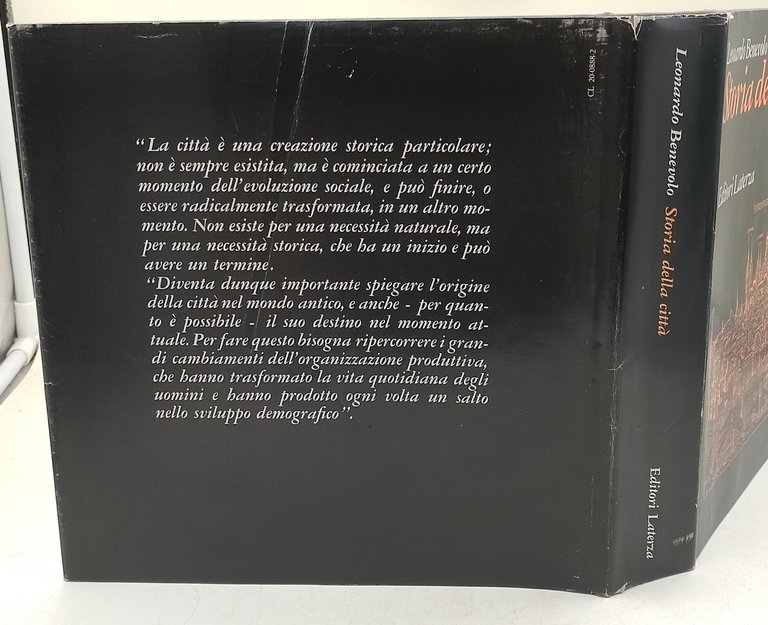 “La città è una creazione storica particolare;
non è sempre esistita, ma è cominciata a un certo
momento dell'evoluzione sociale, e può finire, o
essere radicalmente trasformata, in un altro mo-
mento. Non esiste per una necessità naturale, ma
per una necessità storica, che ha un inizio e può
avere un termine.
“Diventa dunque importante spiegare l'origine
della città nel mondo antico, e anche - per quan-
to è possibile - il suo destino nel momento at-
tuale. Per fare questo bisogna ripercorrere i gran-
di cambiamenti dell'organizzazione produttiva,
che hanno trasformato la vita quotidiana degli
uomini e hanno prodotto ogni volta un salto
nello sviluppo demografico”.
CL 20-0888-2
Leonardo Benevolo Storia della città
Editori Laterza
Leonardo Benevolo
Storia de
Editori Laterza